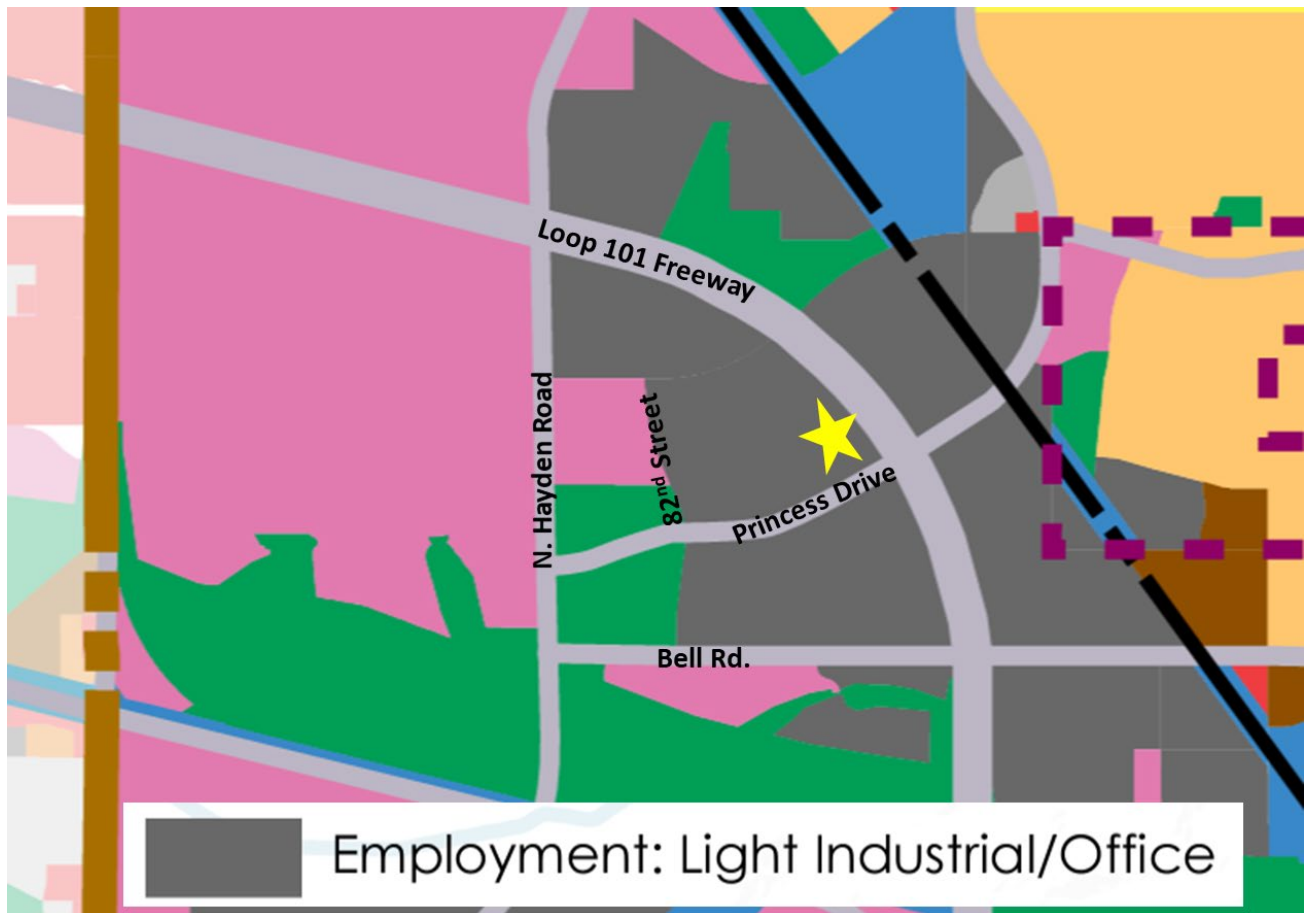 Loop 101 Freeway
N. Hayden Road
82nd Street
Princess Drive
Bell Rd.
Employment: Light Industrial/Office